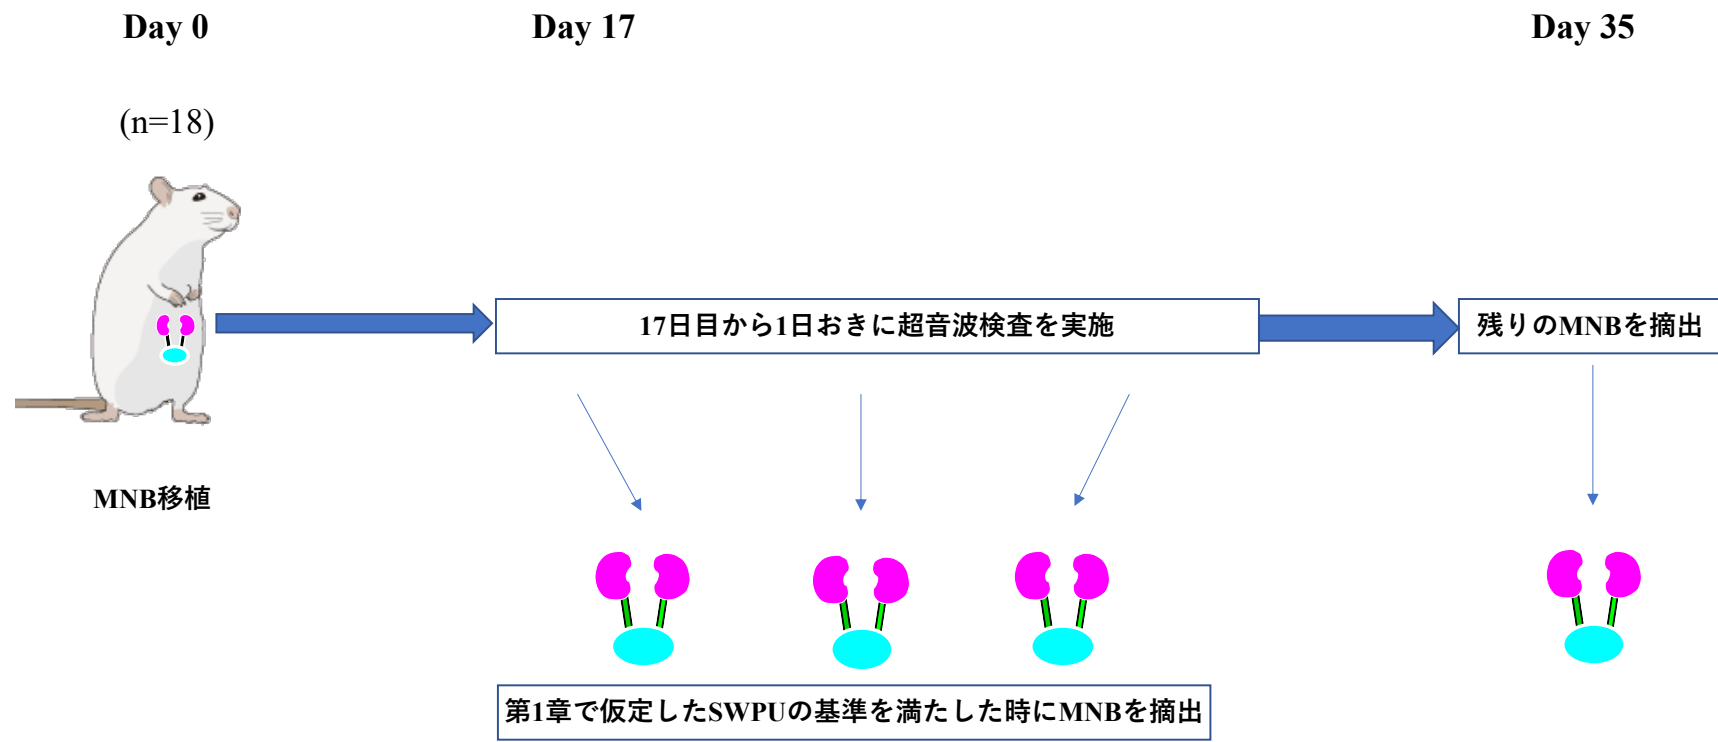 Day 0
Day 17
Day 35
(n=18)
17日目から1日おきに超音波検査を実施
残りのMNBを摘出
MNB移植
第1章で仮定したSWPUの基準を満たした時にMNBを摘出